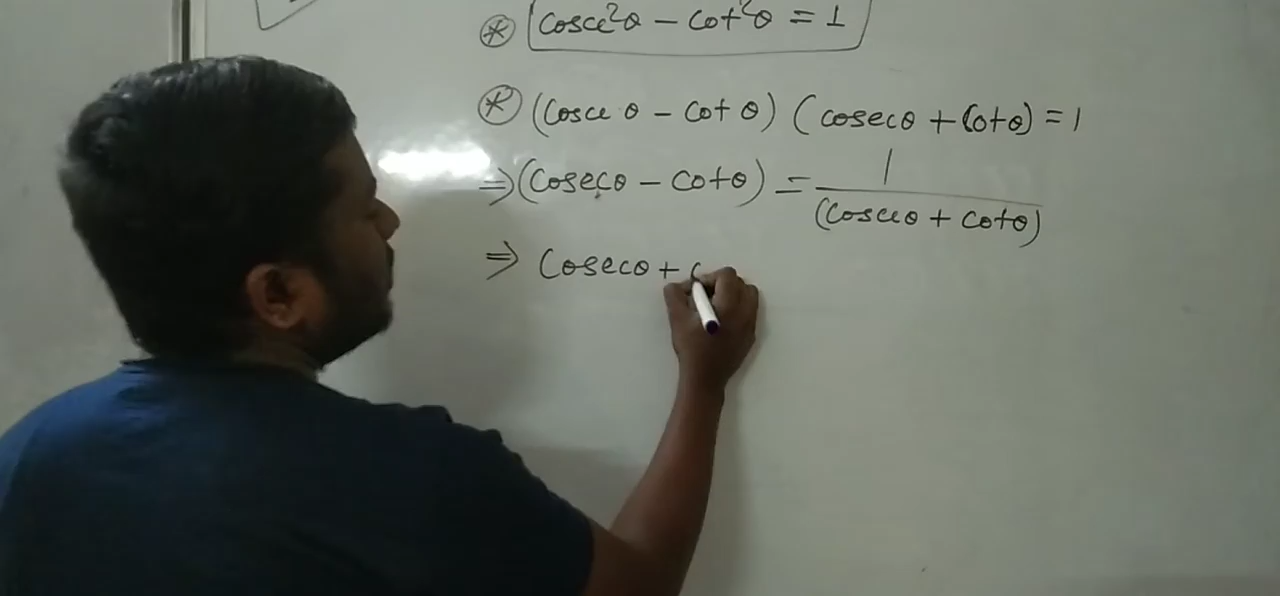 ⊛ Cosec²θ − Cot²θ = 1
⊛ (Cosec θ − Cot θ) (cosecθ + Cotθ) = 1
⇒ (Cosecθ − Cotθ) = 1 / (Cosecθ + Cotθ)
⇒ Cosecθ + C